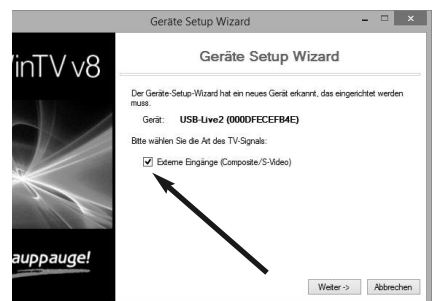 Geräte Setup Wizard
inTV v8
Geräte Setup Wizard
Der Geräte-Setup-Wizard hat ein neues Gerät erkannt, das eingerichtet werden
muss.
Gerät: USB-Live2 (000DFECEFB4E)
Bitte wählen Sie die Art des TV-Signals:
Externe Eingänge (Composite/S-Video)
auppauge!
Weiter -> Abbrechen